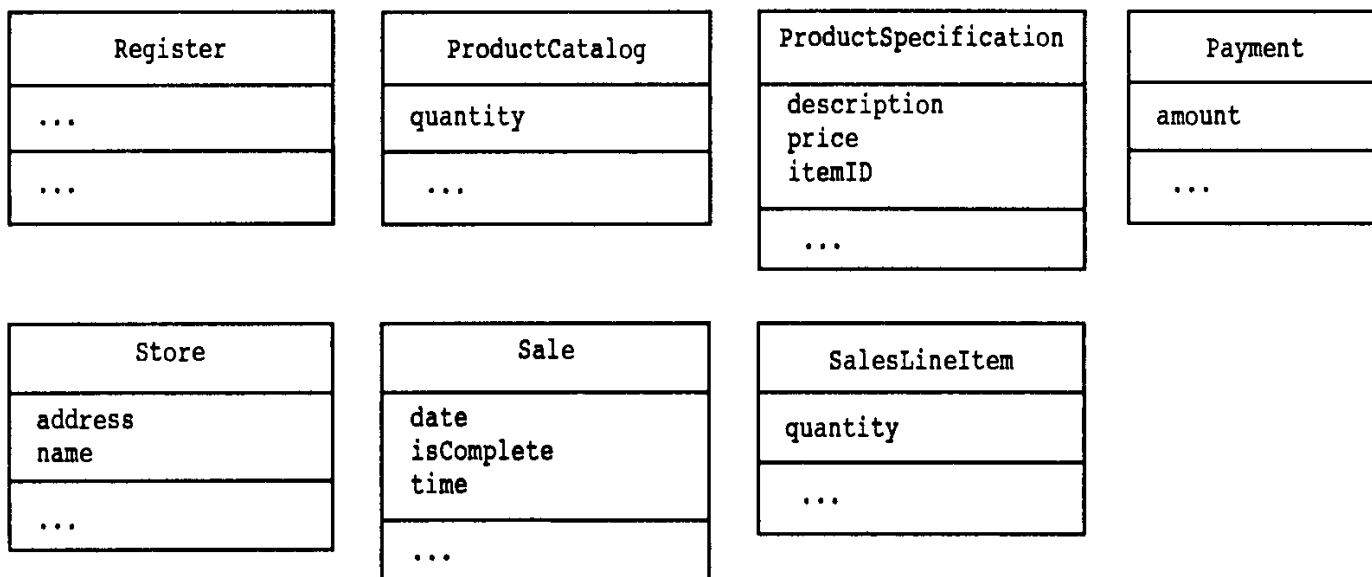 Register
...
...
ProductCatalog
quantity
...
ProductSpecification
description
price
itemID
...
Payment
amount
...
Store
address
name
...
Sale
date
isComplete
time
...
SalesLineItem
quantity
...